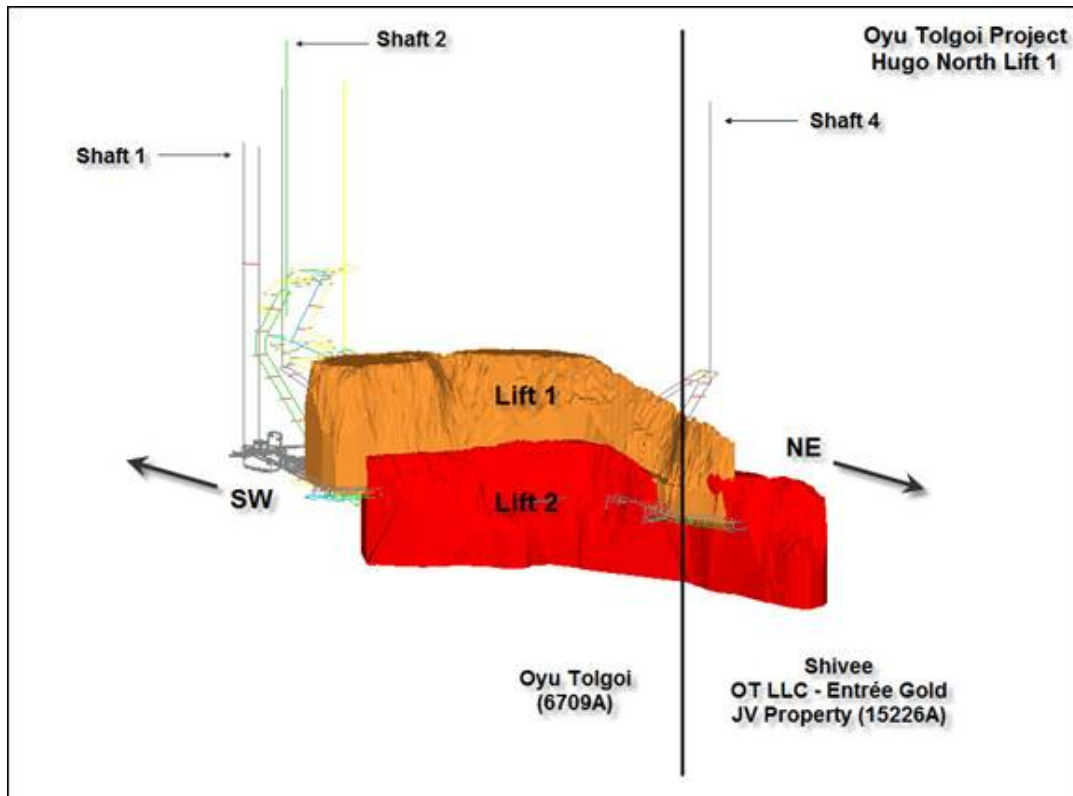 Shaft 2
Oyu Tolgoi Project
Hugo North Lift 1
Shaft 4
Shaft 1
Lift 1
NE
SW
Lift 2
Oyu Tolgoi
(6709A)
Shivee
OT LLC - Entrée Gold
JV Property (15226A)